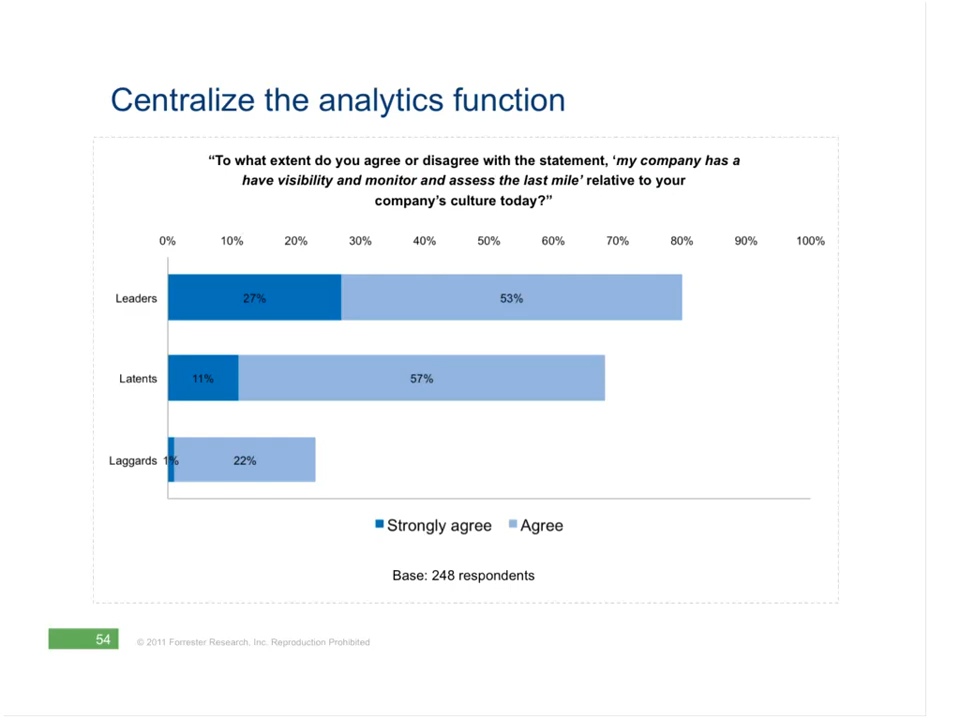 Centralize the analytics function
“To what extent do you agree or disagree with the statement, ‘my company has a
have visibility and monitor and assess the last mile’ relative to your
company’s culture today?”
0% 10% 20% 30% 40% 50% 60% 70% 80% 90% 100%
Leaders 27% 53%
Latents 11% 57%
Laggards 1% 22%
Strongly agree Agree
Base: 248 respondents
54 © 2011 Forrester Research, Inc. Reproduction Prohibited